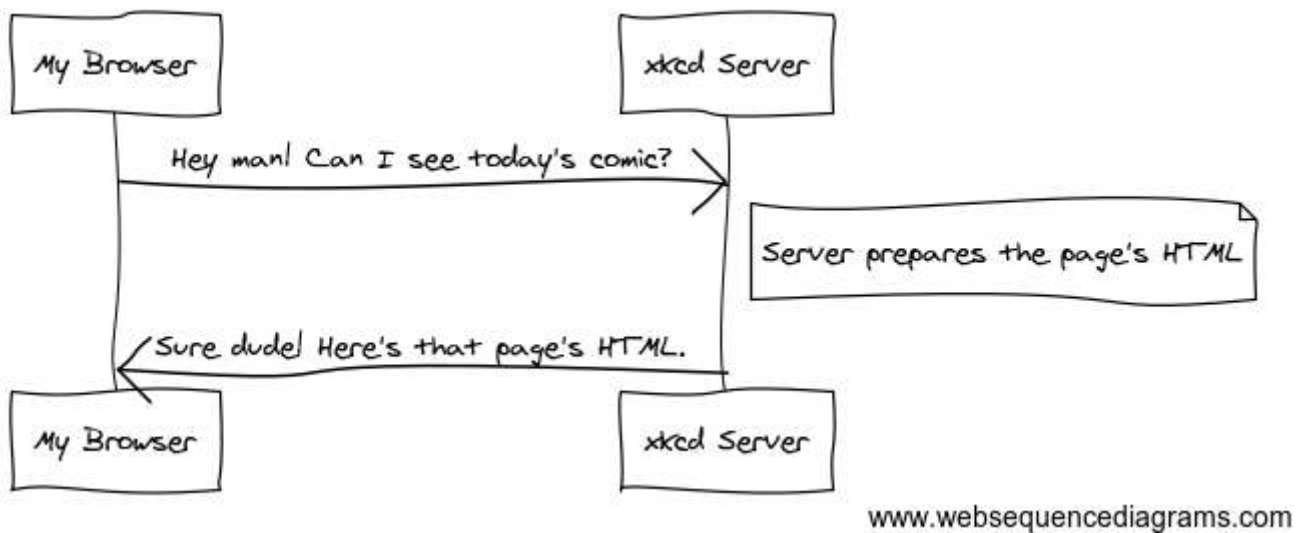 My Browser
xkcd Server
Hey man! Can I see today's comic?
Server prepares the page's HTML
Sure dude! Here's that page's HTML.
My Browser
xkcd Server
www.websequencediagrams.com